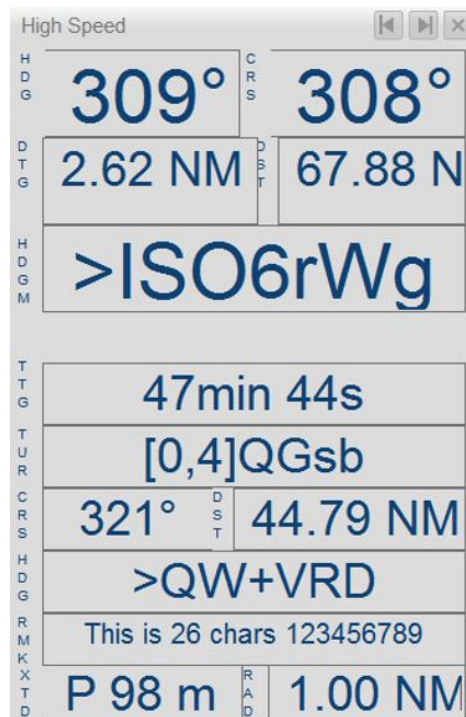 High Speed
HDG 309° CRS 308°
DTG 2.62 NM DST 67.88 N
HDGM >ISO6rWg
TTG 47min 44s
TUR [0,4]QGsb
CRS 321° DST 44.79 NM
HDG >QW+VRD
RMK This is 26 chars 123456789
XTD P 98 m RAD 1.00 NM